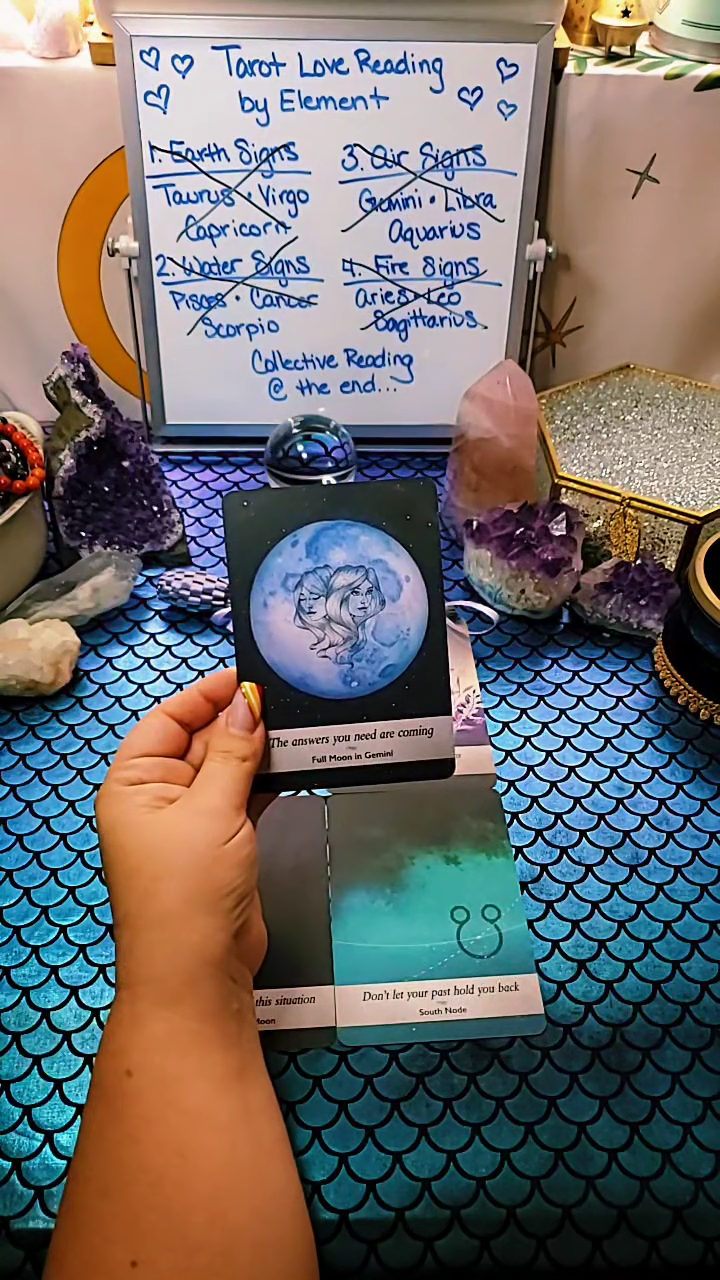 Tarot Love Reading
by Element
1. Earth Signs
Taurus • Virgo
Capricorn
2. Water Signs
Pisces • Cancer
Scorpio
3. Air Signs
Gemini • Libra
Aquarius
4. Fire Signs
Aries • Leo
Sagittarius
Collective Reading
@ the end...
The answers you need are coming
Full Moon in Gemini
this situation
Moon
Don't let your past hold you back
South Node